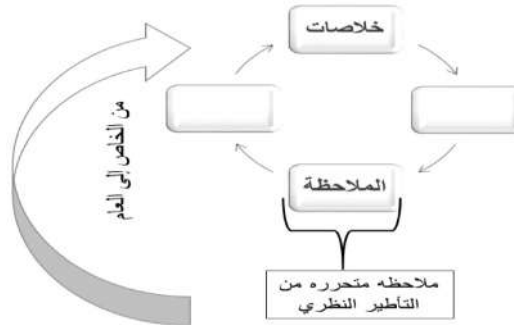 خلاصات
من الخاص إلى العام
الملاحظة
ملاحظه متحرره من
التأطير النظري